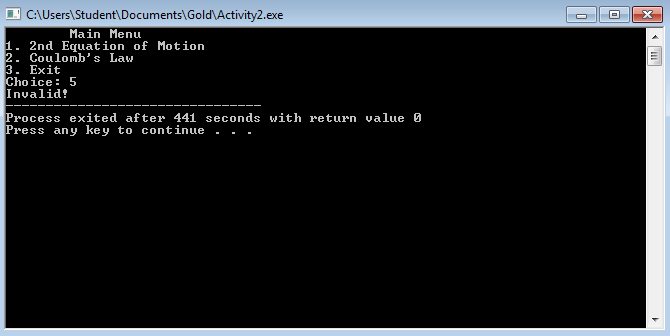 C:\Users\Student\Documents\Gold\Activity2.exe
Main Menu
1. 2nd Equation of Motion
2. Coulomb's Law
3. Exit
Choice: 5
Invalid!
--------------------------------
Process exited after 441 seconds with return value 0
Press any key to continue . . .